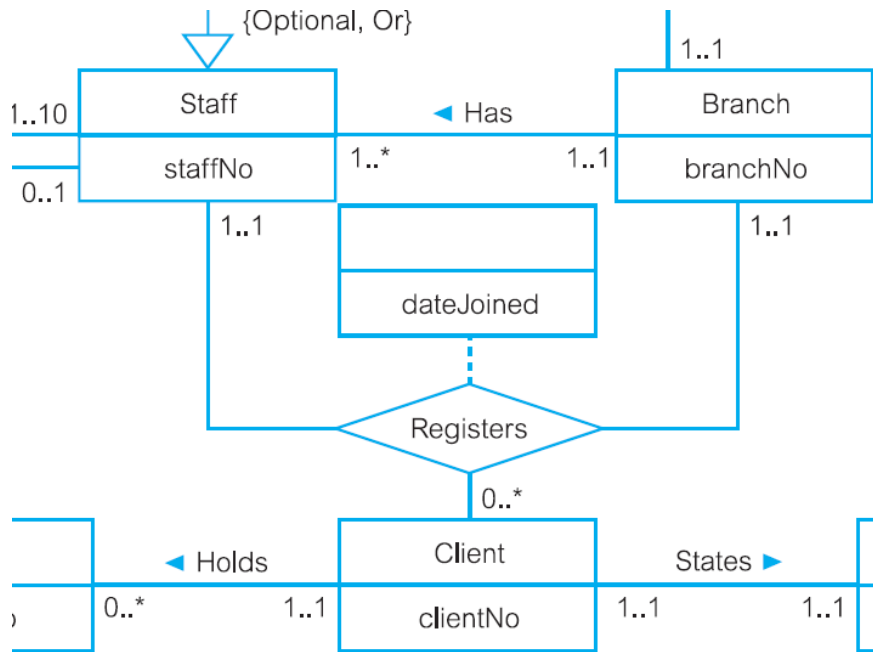 {Optional, Or}
1..1
Staff
Branch
1..10
◄ Has
1..*
1..1
staffNo
branchNo
0..1
1..1
1..1
dateJoined
Registers
0..*
Client
◄ Holds
States ►
0..*
1..1
clientNo
1..1
1..1